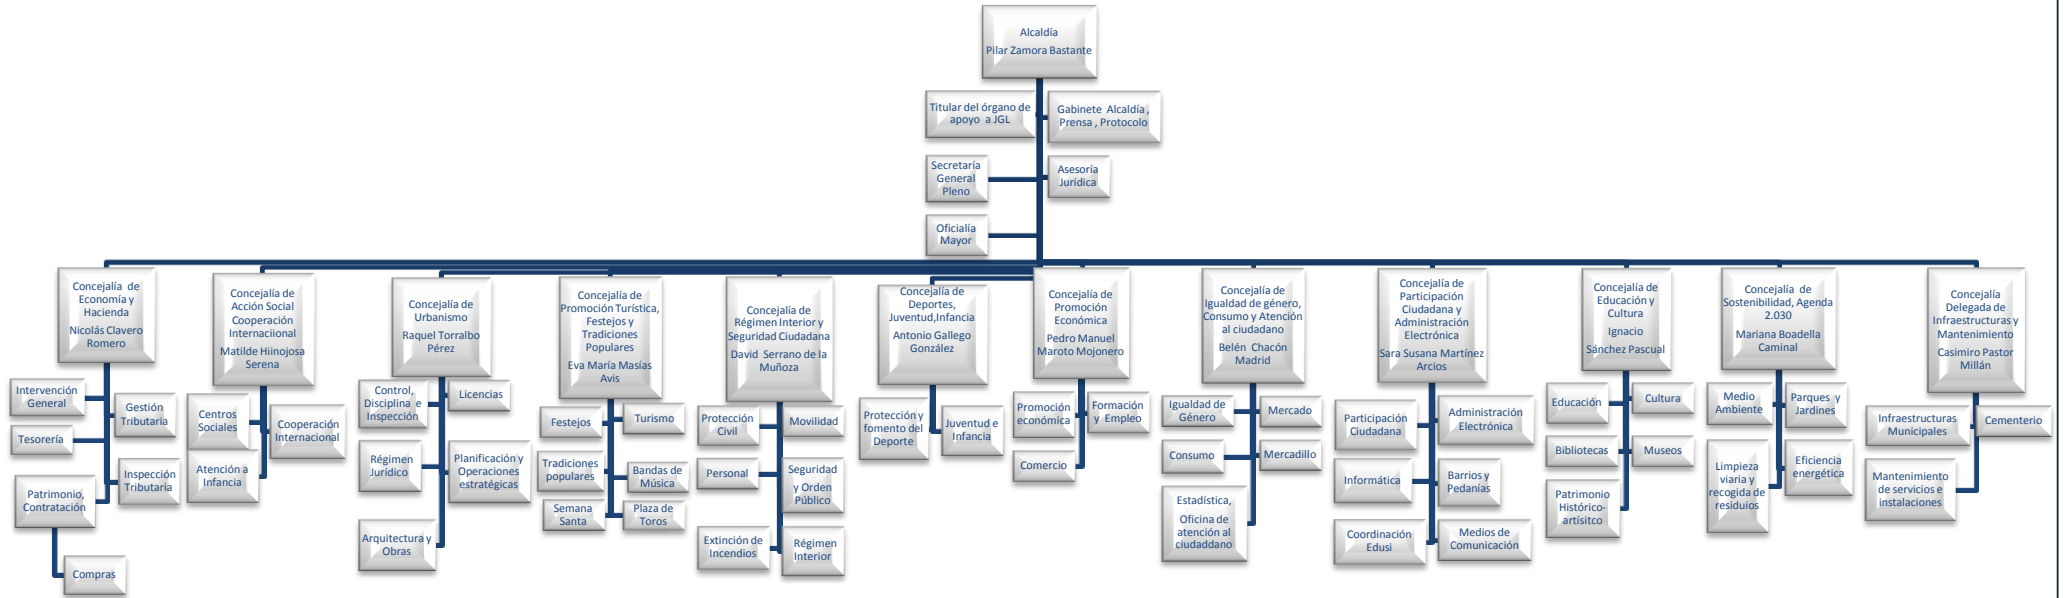 Alcaldía
Pilar Zamora Bastante
Titular del órgano de
apoyo a JGL
Gabinete Alcaldía ,
Prensa , Protocolo
Secretaría
General
Pleno
Asesoría
Jurídica
Oficialía
Mayor
Concejalía de
Economía y
Hacienda
Nicolás Clavero
Romero
Intervención
General
Gestión
Tributaria
Tesorería
Inspección
Tributaria
Patrimonio,
Contratación
Compras
Concejalía de
Acción Social
Cooperación
Internaciional
Matilde Hiinojosa
Serena
Centros
Sociales
Cooperación
Internacional
Atención a
Infancia
Concejalía de
Urbanismo
Raquel Torralbo
Pérez
Control,
Disciplina e
Inspección
Licencias
Régimen
Jurídico
Planificación y
Operaciones
estratégicas
Arquitectura y
Obras
Concejalía de
Promoción Turística,
Festejos y
Tradiciones
Populares
Eva María Masías
Avis
Festejos
Turismo
Tradiciones
populares
Bandas de
Música
Semana
Santa
Plaza de
Toros
Concejalía de
Régimen Interior y
Seguridad Ciudadana
David Serrano de la
Muñoza
Protección
Civil
Movilidad
Personal
Seguridad
y Orden
Público
Extinción de
Incendios
Régimen
Interior
Concejalía de
Deportes,
Juventud,Infancia
Antonio Gallego
González
Protección y
fomento del
Deporte
Juventud e
Infancia
Concejalía de
Promoción
Económica
Pedro Manuel
Maroto Mojonero
Promoción
económica
Formación
y Empleo
Comercio
Concejalía de
Igualdad de género,
Consumo y Atención
al ciudadano
Belén Chacón
Madrid
Igualdad de
Género
Mercado
Consumo
Mercadillo
Estadística,
Oficina de
atención al
ciudaddano
Concejalía de
Participación
Ciudadana y
Administración
Electrónica
Sara Susana Martínez
Arcios
Participación
Ciudadana
Administración
Electrónica
Informática
Barrios y
Pedanías
Coordinación
Edusi
Medios de
Comunicación
Concejalía de
Educación y
Cultura
Ignacio
Sánchez Pascual
Educación
Cultura
Bibliotecas
Museos
Patrimonio
Histórico-
artísitco
Concejalía de
Sostenibilidad, Agenda
2.030
Mariana Boadella
Caminal
Medio
Ambiente
Parques y
Jardines
Limpieza
viaria y
recogida de
residuios
Eficiencia
energética
Concejalía
Delegada de
Infraestructuras y
Mantenimiento
Casimiro Pastor
Millán
Infraestructuras
Municipales
Cementerio
Mantenimiento
de servicios e
instalaciones